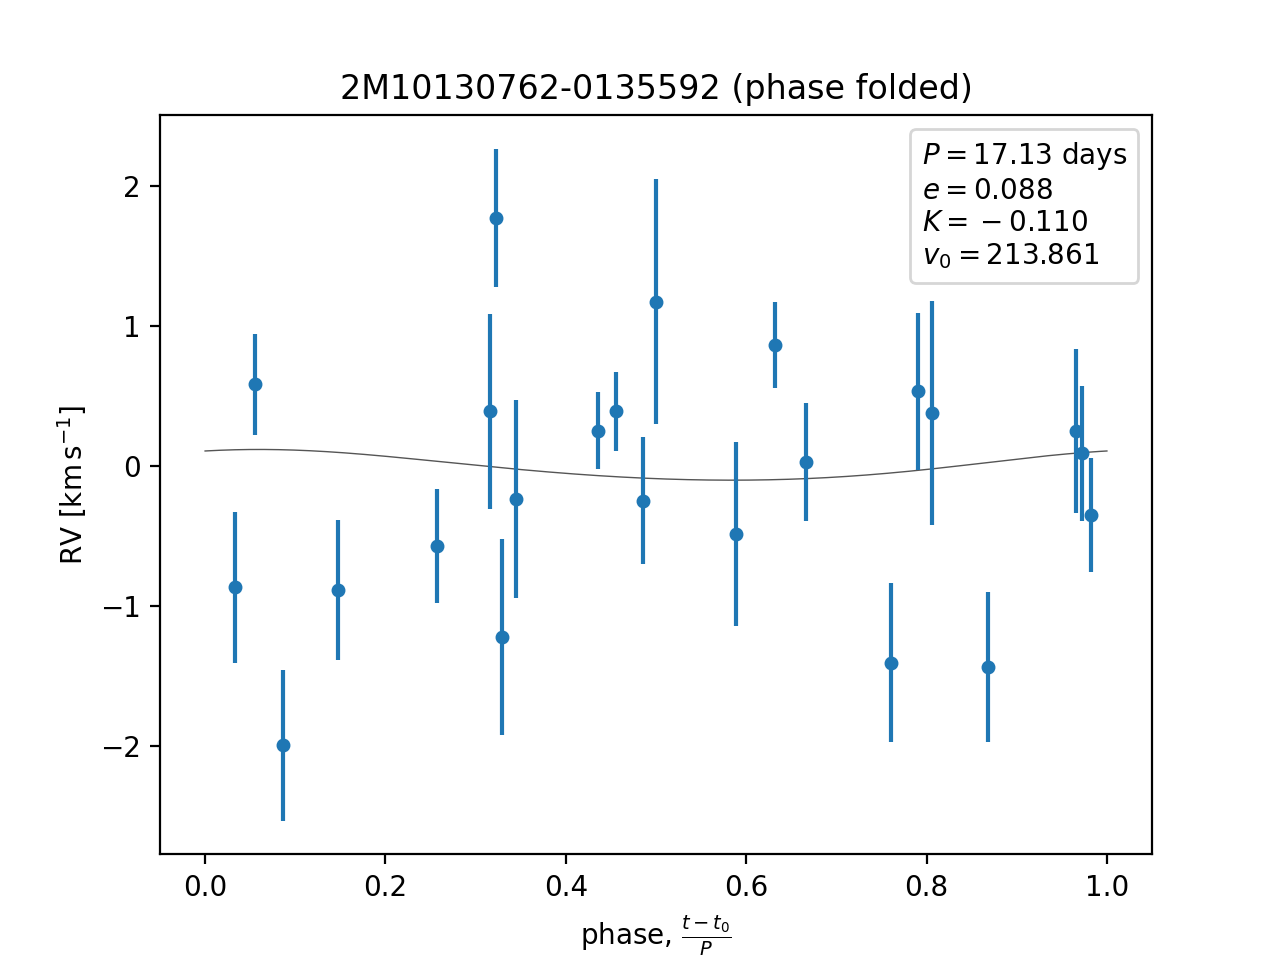 2M10130762-0135592 (phase folded)
P = 17.13 days
e = 0.088
K = −0.110
v₀ = 213.861
RV [km s⁻¹]
2
1
0
−1
−2
0.0 0.2 0.4 0.6 0.8 1.0
phase, (t − t₀)/P